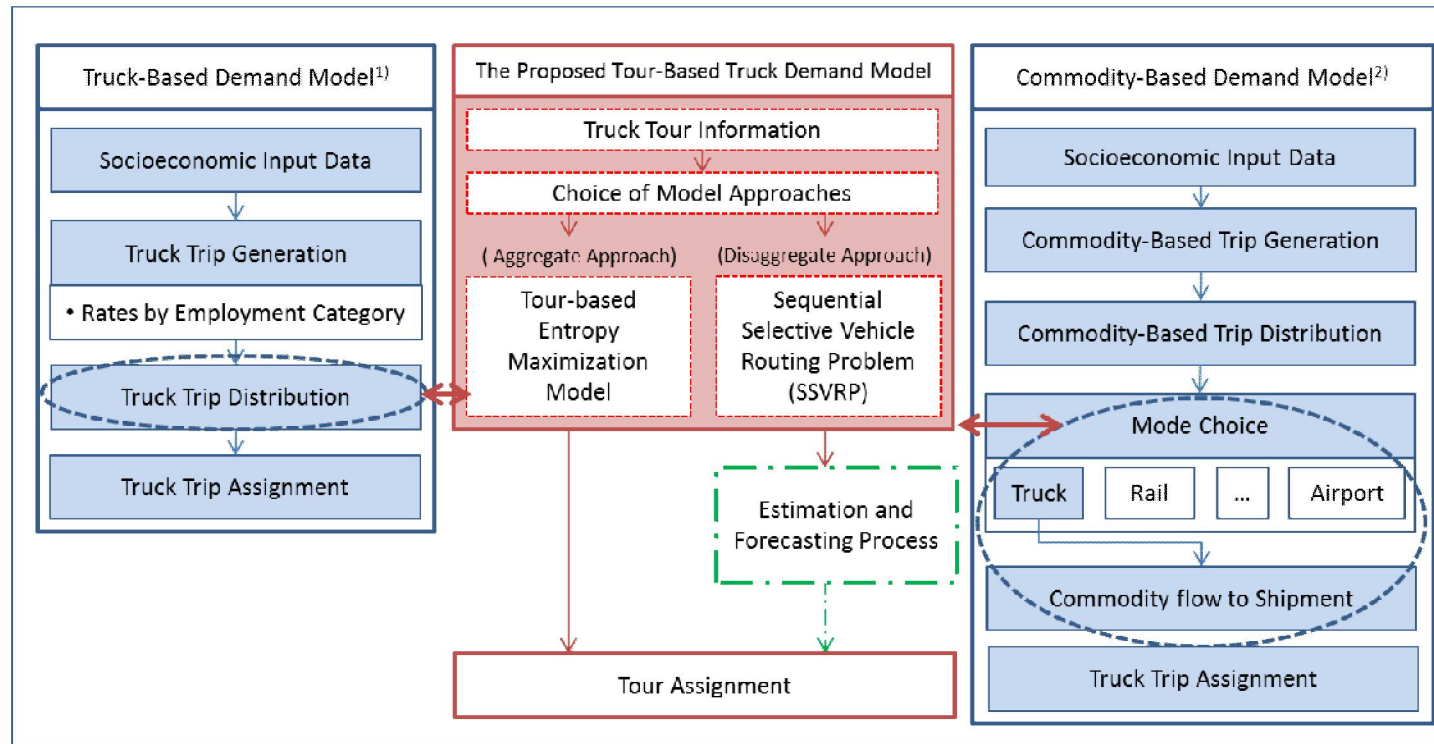 Truck-Based Demand Model1)
Socioeconomic Input Data
Truck Trip Generation
• Rates by Employment Category
Truck Trip Distribution
Truck Trip Assignment
The Proposed Tour-Based Truck Demand Model
Truck Tour Information
Choice of Model Approaches
( Aggregate Approach)
Tour-based
Entropy
Maximization
Model
(Disaggregate Approach)
Sequential
Selective Vehicle
Routing Problem
(SSVRP)
Estimation and
Forecasting Process
Tour Assignment
Commodity-Based Demand Model2)
Socioeconomic Input Data
Commodity-Based Trip Generation
Commodity-Based Trip Distribution
Mode Choice
Truck
Rail
...
Airport
Commodity flow to Shipment
Truck Trip Assignment